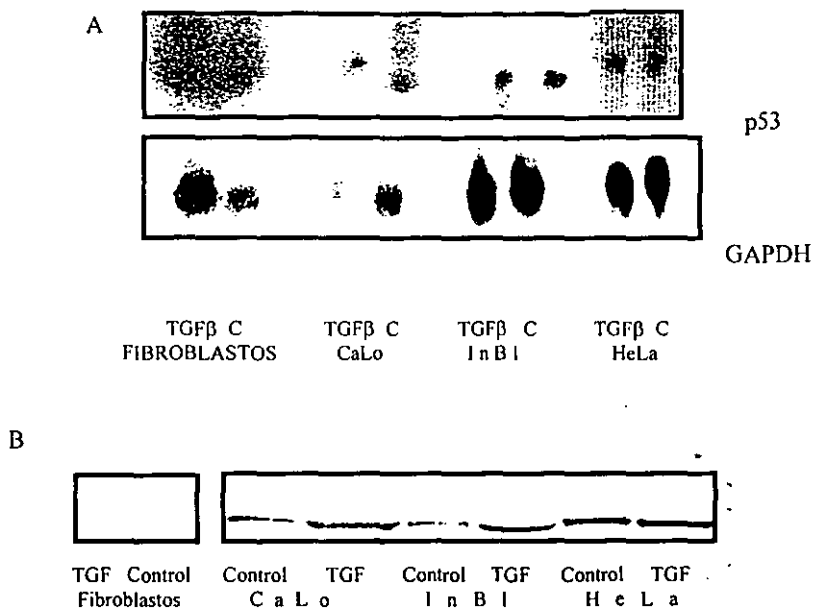 A
p53
GAPDH
TGFβ C TGFβ C TGFβ C TGFβ C
FIBROBLASTOS CaLo InBl HeLa
B
TGF Control Control TGF Control TGF Control TGF
Fibroblastos CaLo InBl HeLa